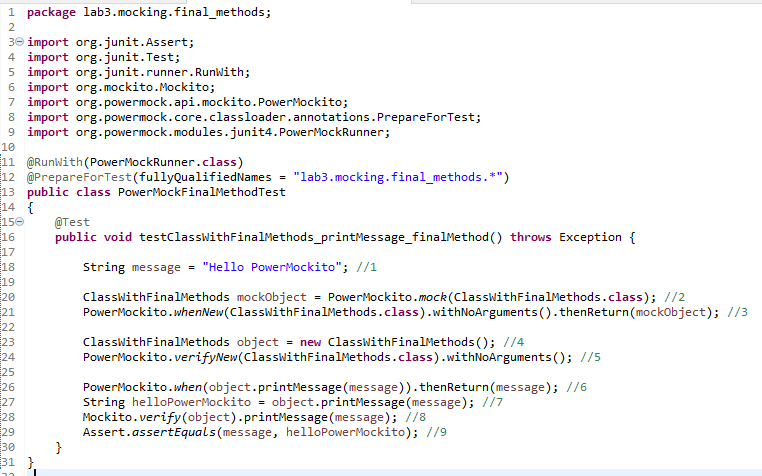 1 package lab3.mocking.final_methods;
2
3 import org.junit.Assert;
4 import org.junit.Test;
5 import org.junit.runner.RunWith;
6 import org.mockito.Mockito;
7 import org.powermock.api.mockito.PowerMockito;
8 import org.powermock.core.classloader.annotations.PrepareForTest;
9 import org.powermock.modules.junit4.PowerMockRunner;
10
11 @RunWith(PowerMockRunner.class)
12 @PrepareForTest(fullyQualifiedNames = "lab3.mocking.final_methods.*")
13 public class PowerMockFinalMethodTest
14 {
15     @Test
16     public void testClassWithFinalMethods_printMessage_finalMethod() throws Exception {
17
18         String message = "Hello PowerMockito"; //1
19
20         ClassWithFinalMethods mockObject = PowerMockito.mock(ClassWithFinalMethods.class); //2
21         PowerMockito.whenNew(ClassWithFinalMethods.class).withNoArguments().thenReturn(mockObject); //3
22
23         ClassWithFinalMethods object = new ClassWithFinalMethods(); //4
24         PowerMockito.verifyNew(ClassWithFinalMethods.class).withNoArguments(); //5
25
26         PowerMockito.when(object.printMessage(message)).thenReturn(message); //6
27         String helloPowerMockito = object.printMessage(message); //7
28         Mockito.verify(object).printMessage(message); //8
29         Assert.assertEquals(message, helloPowerMockito); //9
30     }
31 }